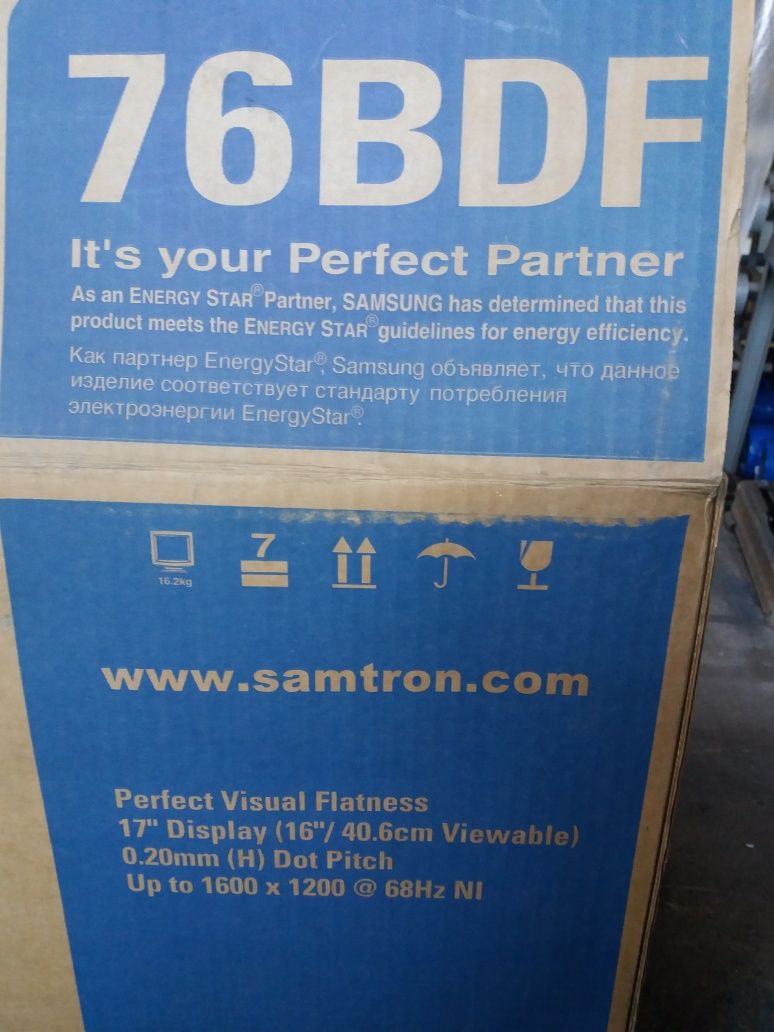 76BDF
It's your Perfect Partner
As an ENERGY STAR® Partner, SAMSUNG has determined that this
product meets the ENERGY STAR® guidelines for energy efficiency.
Как партнер EnergyStar®, Samsung объявляет, что данное
изделие соответствует стандарту потребления
электроэнергии EnergyStar®.
7
16.2kg
www.samtron.com
Perfect Visual Flatness
17" Display (16"/ 40.6cm Viewable)
0.20mm (H) Dot Pitch
Up to 1600 x 1200 @ 68Hz NI